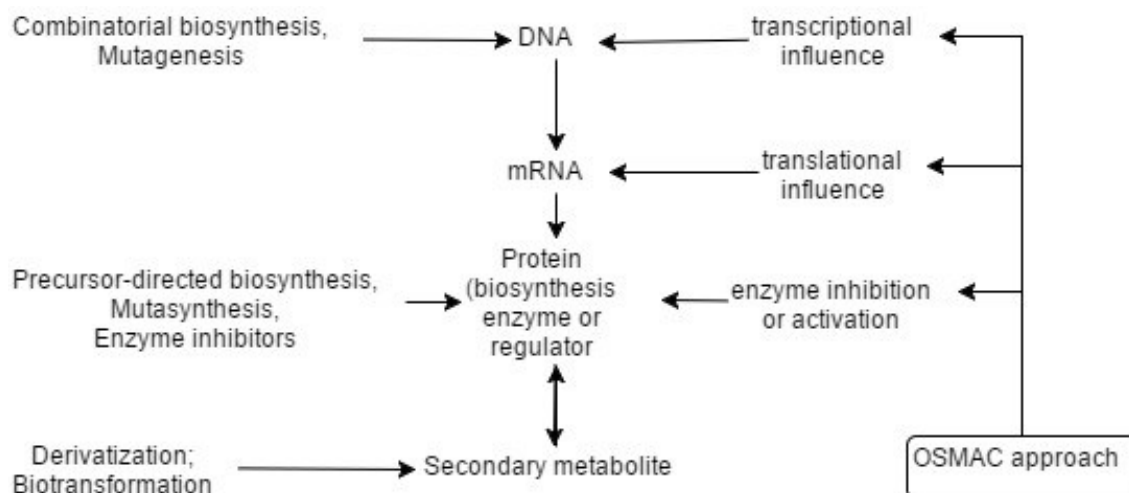 Combinatorial biosynthesis,
Mutagenesis
DNA
transcriptional
influence
mRNA
translational
influence
Precursor-directed biosynthesis,
Mutasynthesis,
Enzyme inhibitors
Protein
(biosynthesis
enzyme or
regulator
enzyme inhibition
or activation
Derivatization;
Biotransformation
Secondary metabolite
OSMAC approach